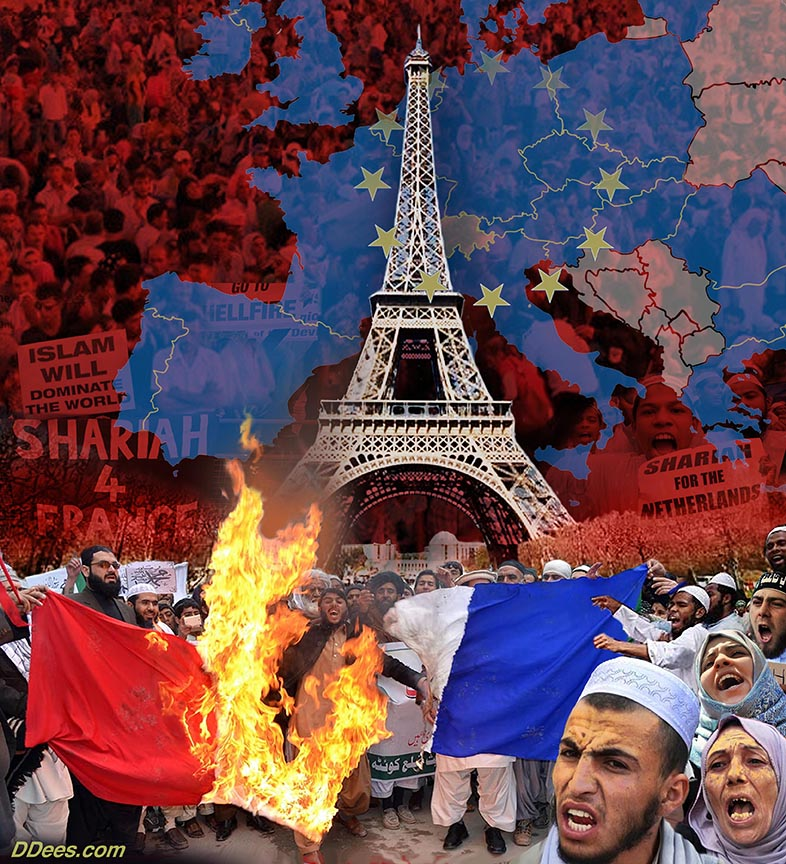 GO TO
HELLFIRE
ISLAM
WILL
DOMINATE
THE WORLD
SHARIAH
4
FRANCE
SHARIAH
FOR THE
NETHERLANDS
DDees.com